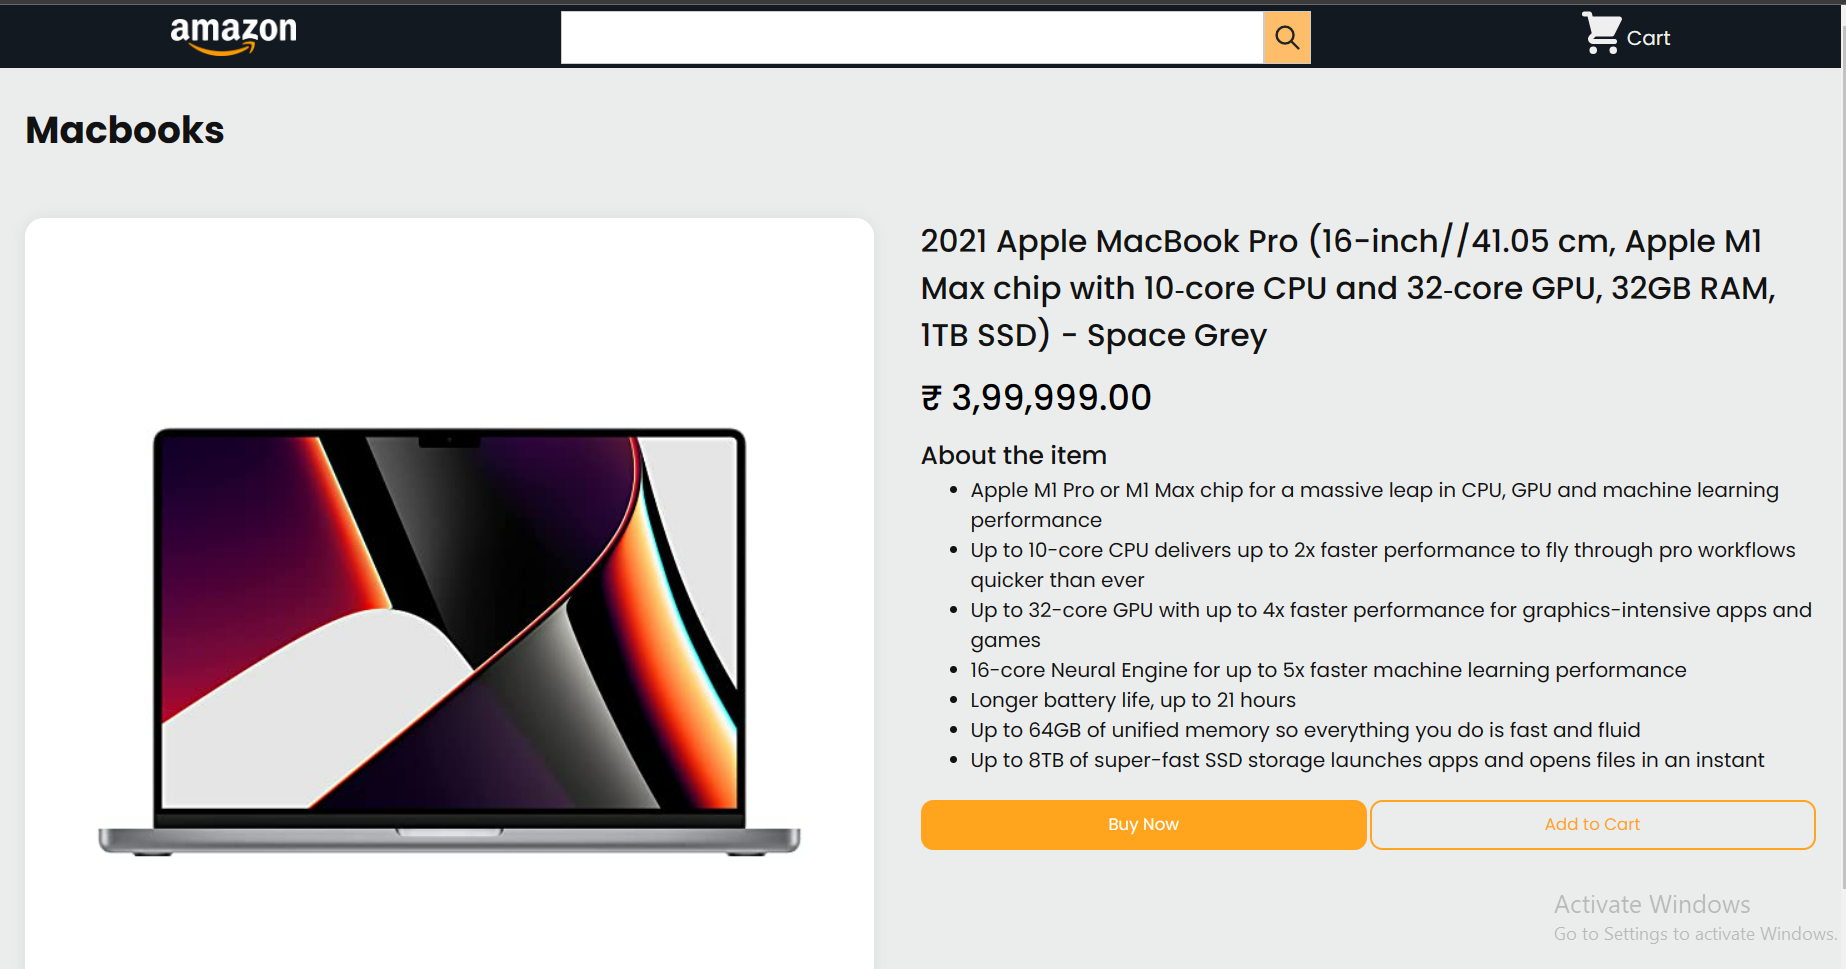 amazon
Cart
Macbooks
2021 Apple MacBook Pro (16-inch//41.05 cm, Apple M1
Max chip with 10‑core CPU and 32‑core GPU, 32GB RAM,
1TB SSD) - Space Grey
₹ 3,99,999.00
About the item
• Apple M1 Pro or M1 Max chip for a massive leap in CPU, GPU and machine learning
performance
• Up to 10-core CPU delivers up to 2x faster performance to fly through pro workflows
quicker than ever
• Up to 32-core GPU with up to 4x faster performance for graphics-intensive apps and
games
• 16-core Neural Engine for up to 5x faster machine learning performance
• Longer battery life, up to 21 hours
• Up to 64GB of unified memory so everything you do is fast and fluid
• Up to 8TB of super-fast SSD storage launches apps and opens files in an instant
Buy Now
Add to Cart
Activate Windows
Go to Settings to activate Windows.